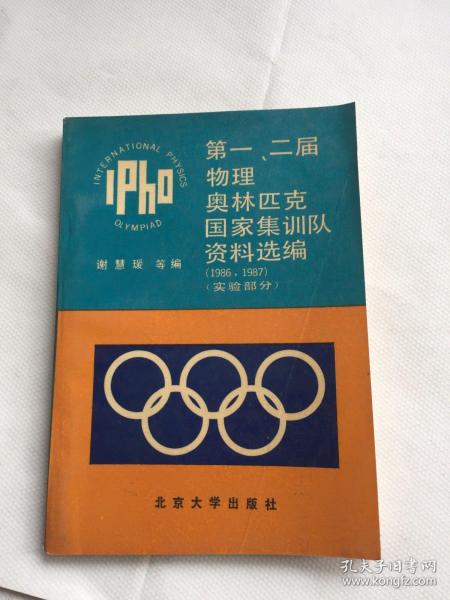 INTERNATIONAL PHYSICS
IPhO
OLYMPIAD
第一、二届
物理
奥林匹克
国家集训队
资料选编
(1986,1987)
(实验部分)
谢慧瑗 等编
北京大学出版社
孔夫子旧书网
www.kongfz.com